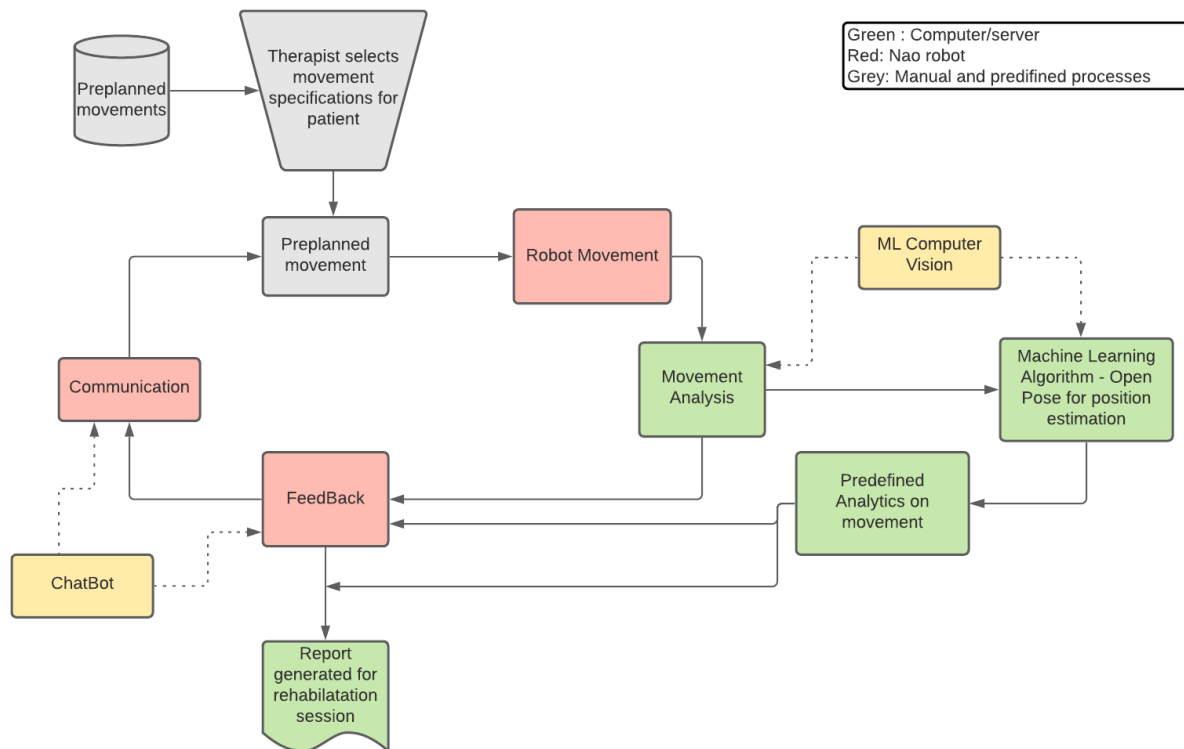 Green : Computer/server
Red: Nao robot
Grey: Manual and predifined processes
Preplanned
movements
Therapist selects
movement
specifications for
patient
Preplanned
movement
Robot Movement
ML Computer
Vision
Communication
Movement
Analysis
Machine Learning
Algorithm - Open
Pose for position
estimation
FeedBack
Predefined
Analytics on
movement
ChatBot
Report
generated for
rehabilatation
session